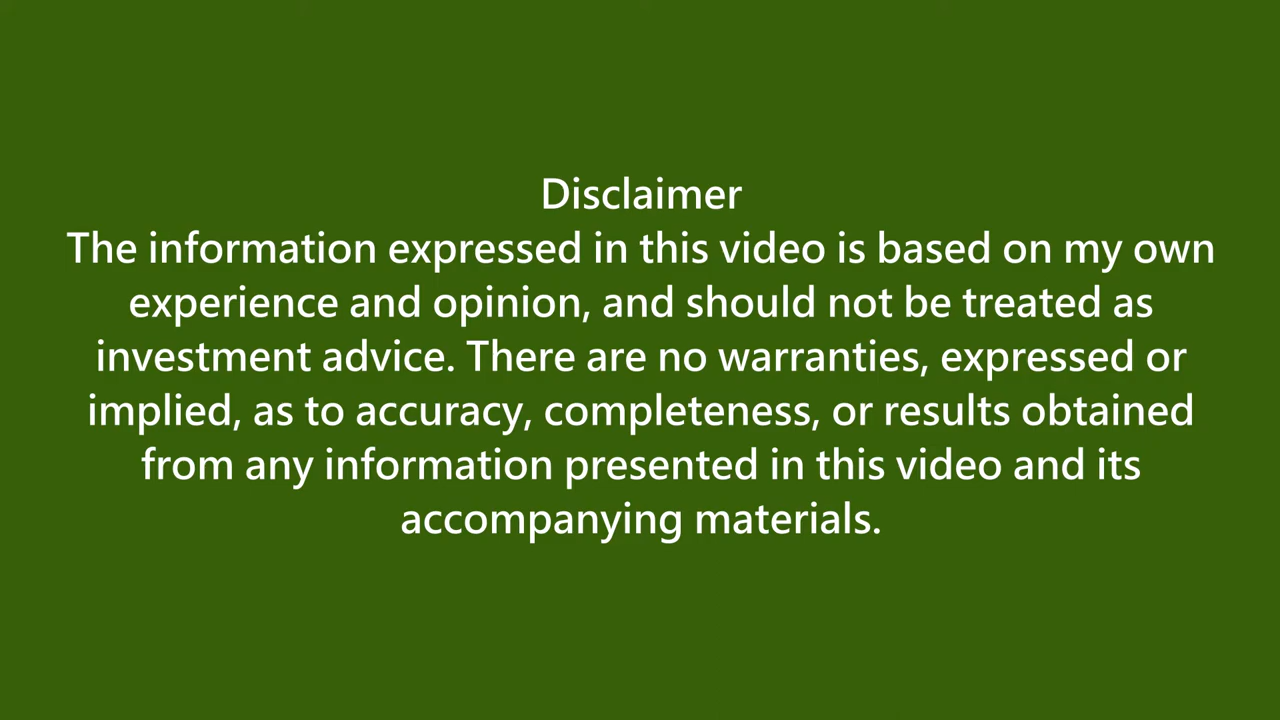 Disclaimer
The information expressed in this video is based on my own
experience and opinion, and should not be treated as
investment advice. There are no warranties, expressed or
implied, as to accuracy, completeness, or results obtained
from any information presented in this video and its
accompanying materials.